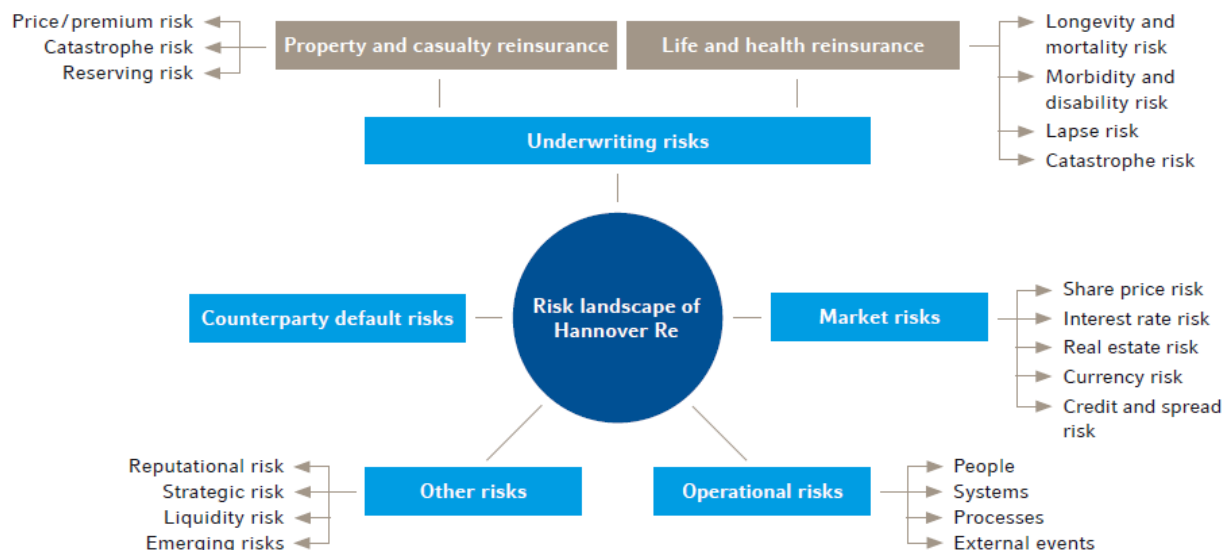 Price/premium risk
Catastrophe risk
Reserving risk
Property and casualty reinsurance
Life and health reinsurance
Longevity and
mortality risk
Morbidity and
disability risk
Lapse risk
Catastrophe risk
Underwriting risks
Risk landscape of
Hannover Re
Counterparty default risks
Market risks
Share price risk
Interest rate risk
Real estate risk
Currency risk
Credit and spread
risk
Reputational risk
Strategic risk
Liquidity risk
Emerging risks
Other risks
Operational risks
People
Systems
Processes
External events